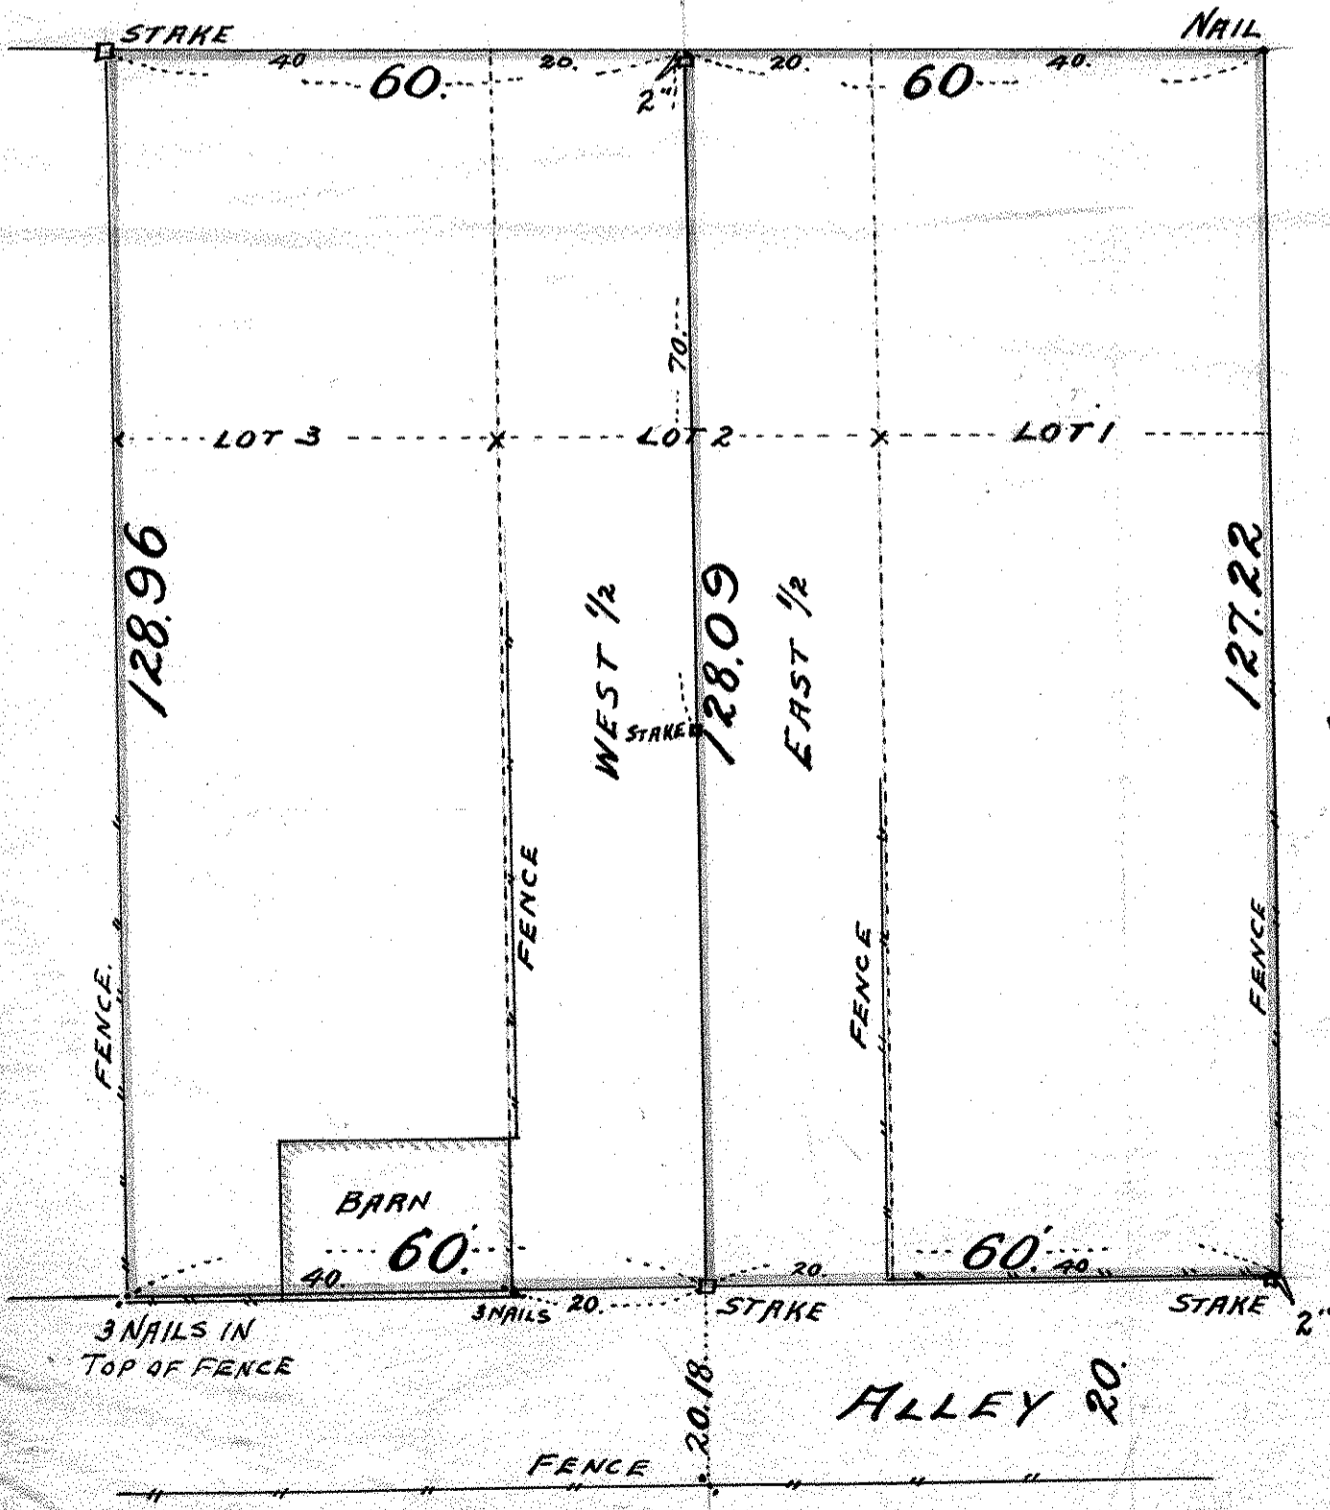 STAKE
NAIL
40
60.
20.
2"
20.
60
40.
70.
LOT 3
LOT 2
LOT 1
128.96
WEST 1/2
STAKE
128.09
EAST 1/2
127.22
FENCE.
FENCE
FENCE
FENCE
BARN
60.'
40.
60.'
20.
40
3 NAILS IN
TOP OF FENCE
3 NAILS
20.
STAKE
STAKE
2"
20.18
ALLEY 20.
FENCE